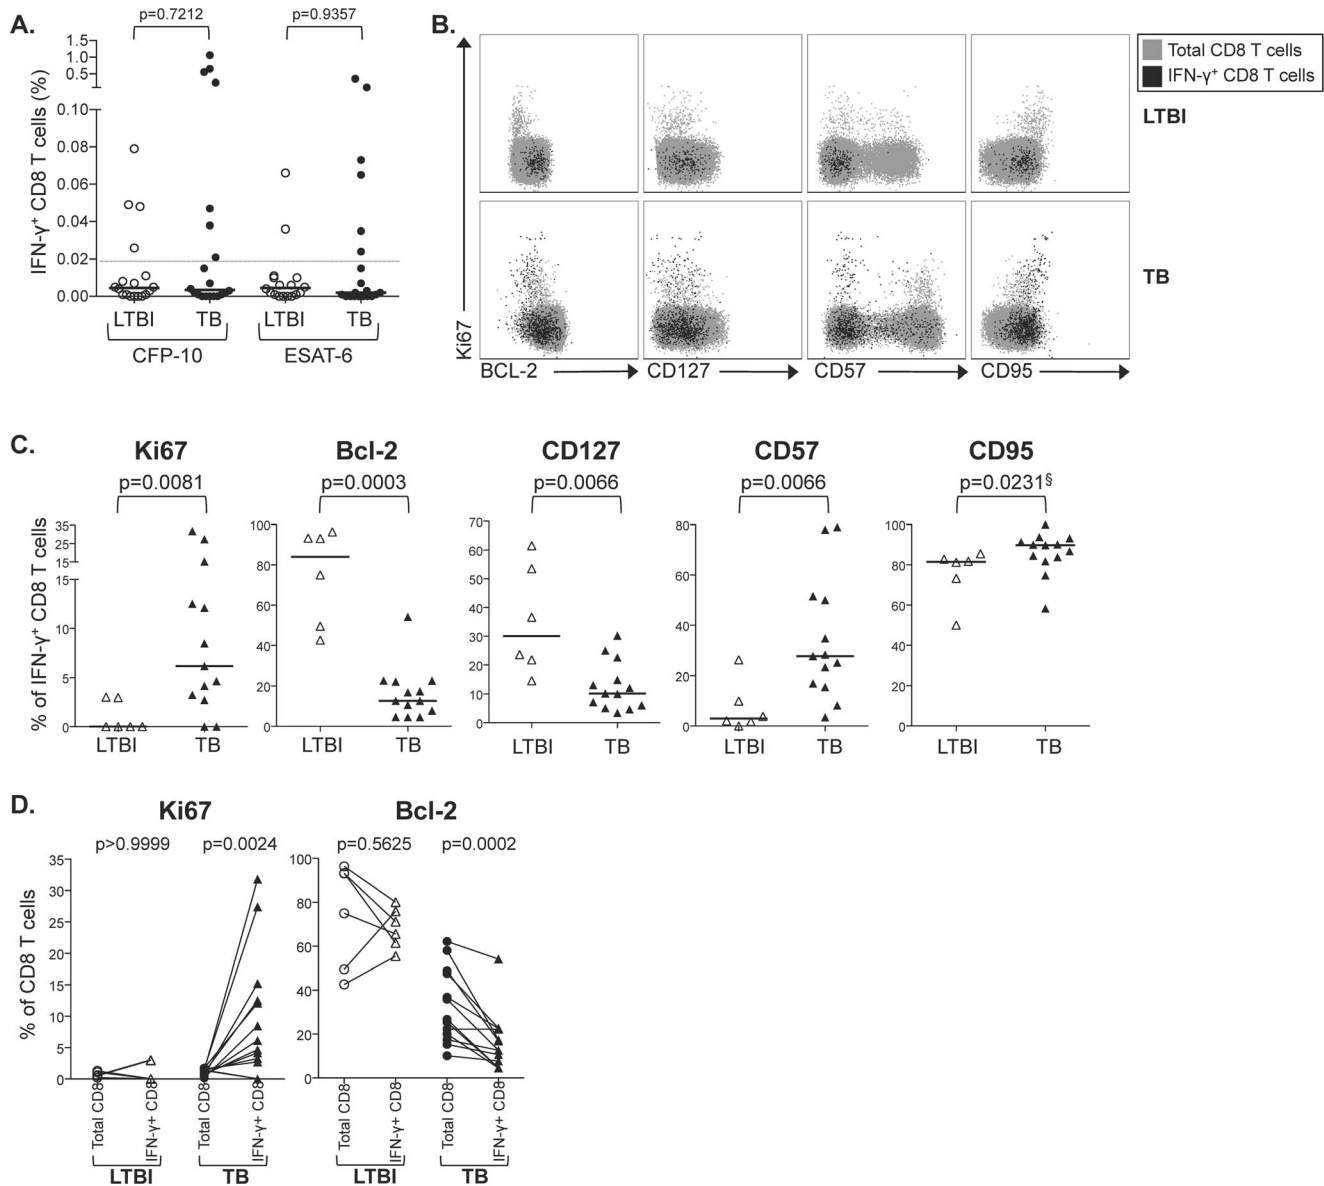 A.
p=0.7212
p=0.9357
IFN-γ⁺ CD8 T cells (%)
1.5
1.0
0.5
0.10
0.08
0.06
0.04
0.02
0.00
LTBI TB LTBI TB
CFP-10 ESAT-6
B.
Total CD8 T cells
IFN-γ⁺ CD8 T cells
LTBI
TB
Ki67
BCL-2 CD127 CD57 CD95
C.
% of IFN-γ⁺ CD8 T cells
Ki67
p=0.0081
35
25
15
15
10
5
0
LTBI TB
Bcl-2
p=0.0003
100
80
60
40
20
0
LTBI TB
CD127
p=0.0066
70
60
50
40
30
20
10
0
LTBI TB
CD57
p=0.0066
80
60
40
20
0
LTBI TB
CD95
p=0.0231§
100
80
80
40
20
0
LTBI TB
D.
% of CD8 T cells
Ki67
p>0.9999 p=0.0024
35
30
25
20
15
10
5
0
Total CD8
IFN-γ+ CD8
Total CD8
IFN-γ+ CD8
LTBI TB
Bcl-2
p=0.5625 p=0.0002
100
80
60
40
20
0
Total CD8
IFN-γ+ CD8
Total CD8
IFN-γ+ CD8
LTBI TB